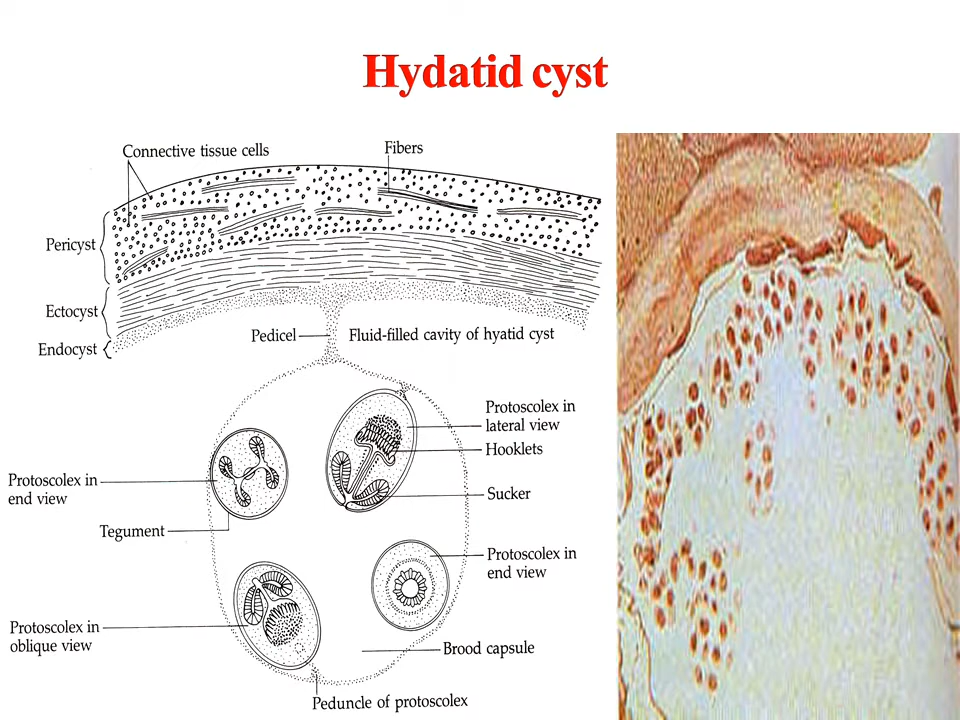 Hydatid cyst
Connective tissue cells
Fibers
Pericyst
Ectocyst
Endocyst
Pedicel
Fluid-filled cavity of hyatid cyst
Protoscolex in
lateral view
Hooklets
Sucker
Protoscolex in
end view
Tegument
Protoscolex in
end view
Protoscolex in
oblique view
Brood capsule
Peduncle of protoscolex